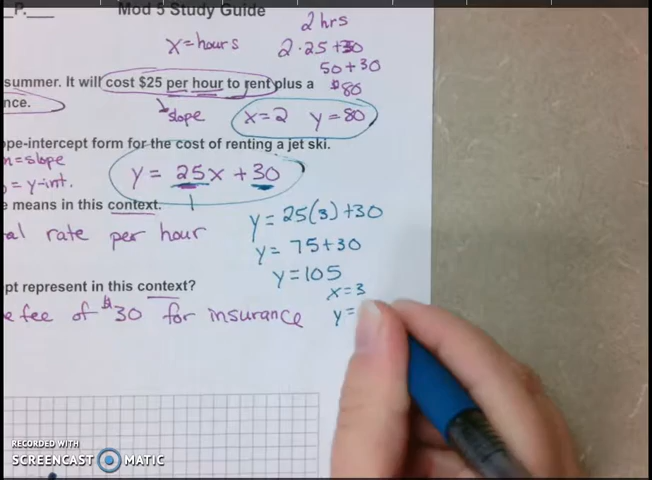 P.___ Mod 5 Study Guide
2 hrs
x=hours 2·25+30
50+30
summer. It will cost $25 per hour to rent plus a $80
nce.
slope x=2 y=80
ope-intercept form for the cost of renting a jet ski.
m=slope
y = 25x + 30
= y-int.
e means in this context.
y = 25(3)+30
al rate per hour
y = 75+30
y=105
pt represent in this context?
x=3
e fee of $30 for insurance
y=
RECORDED WITH
SCREENCAST MATIC